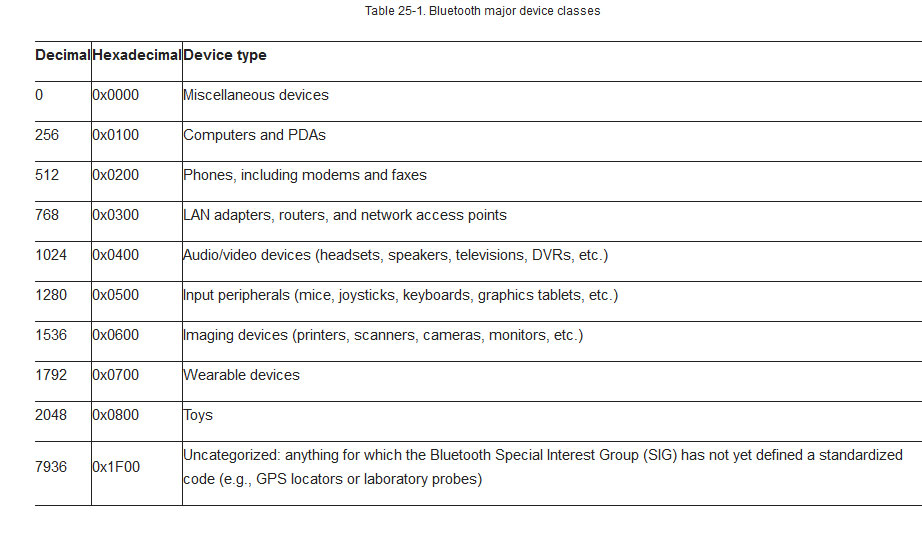 Table 25-1. Bluetooth major device classes
Decimal Hexadecimal Device type
0 0x0000 Miscellaneous devices
256 0x0100 Computers and PDAs
512 0x0200 Phones, including modems and faxes
768 0x0300 LAN adapters, routers, and network access points
1024 0x0400 Audio/video devices (headsets, speakers, televisions, DVRs, etc.)
1280 0x0500 Input peripherals (mice, joysticks, keyboards, graphics tablets, etc.)
1536 0x0600 Imaging devices (printers, scanners, cameras, monitors, etc.)
1792 0x0700 Wearable devices
2048 0x0800 Toys
7936 0x1F00 Uncategorized: anything for which the Bluetooth Special Interest Group (SIG) has not yet defined a standardized
code (e.g., GPS locators or laboratory probes)